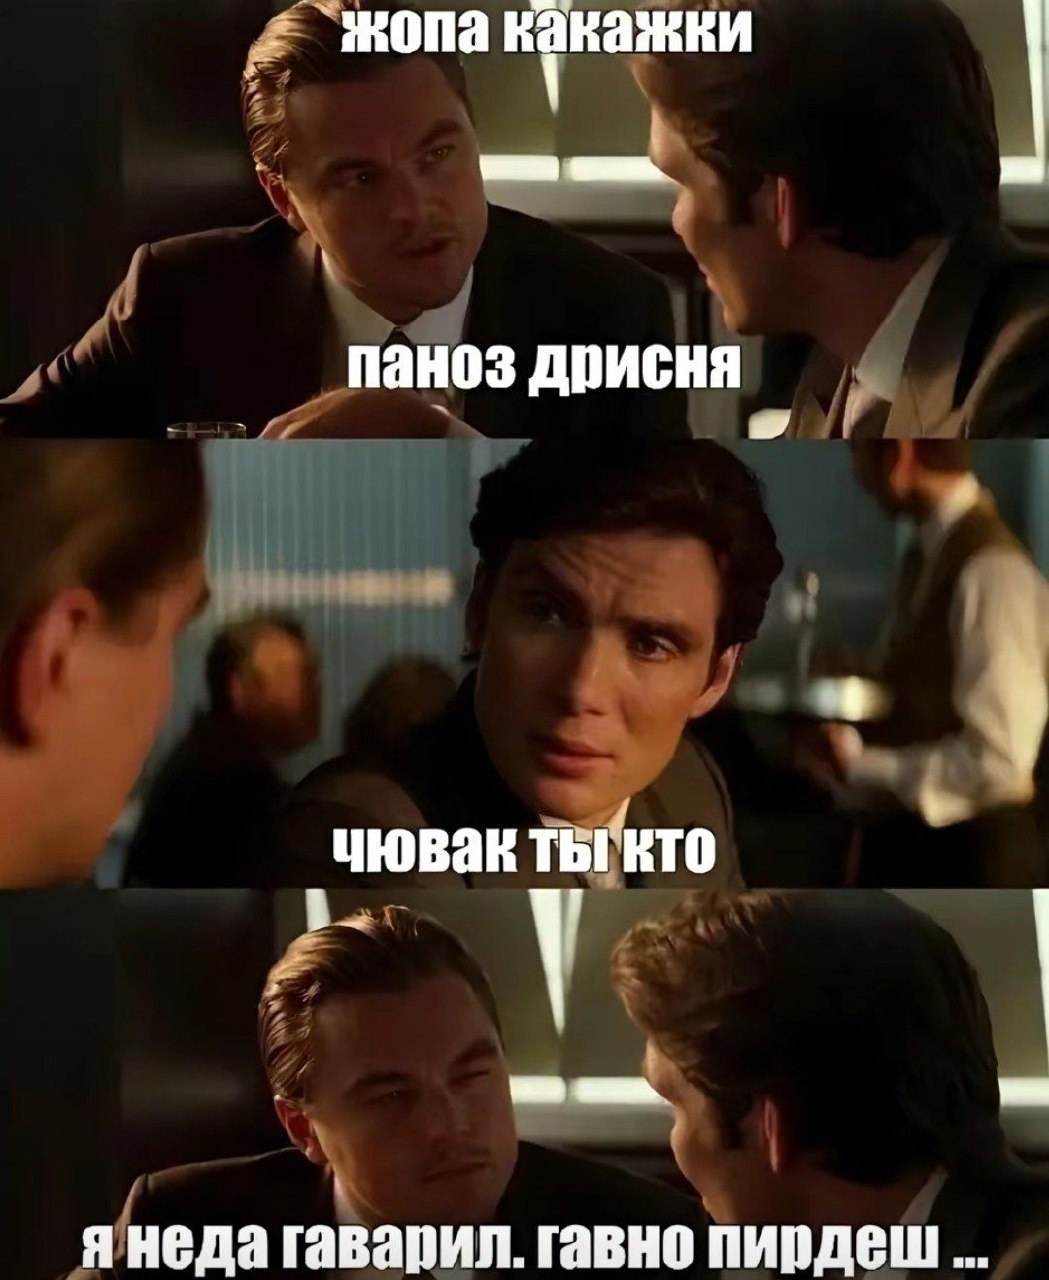 жопа какажки
паноз дрисня
чювак ты кто
я неда гаварил. гавно пирдеш ...